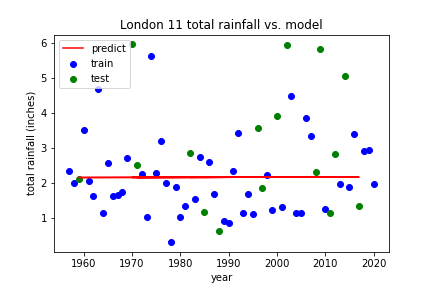 London 11 total rainfall vs. model
predict
train
test
total rainfall (inches)
6
5
4
3
2
1
1960
1970
1980
1990
2000
2010
2020
year